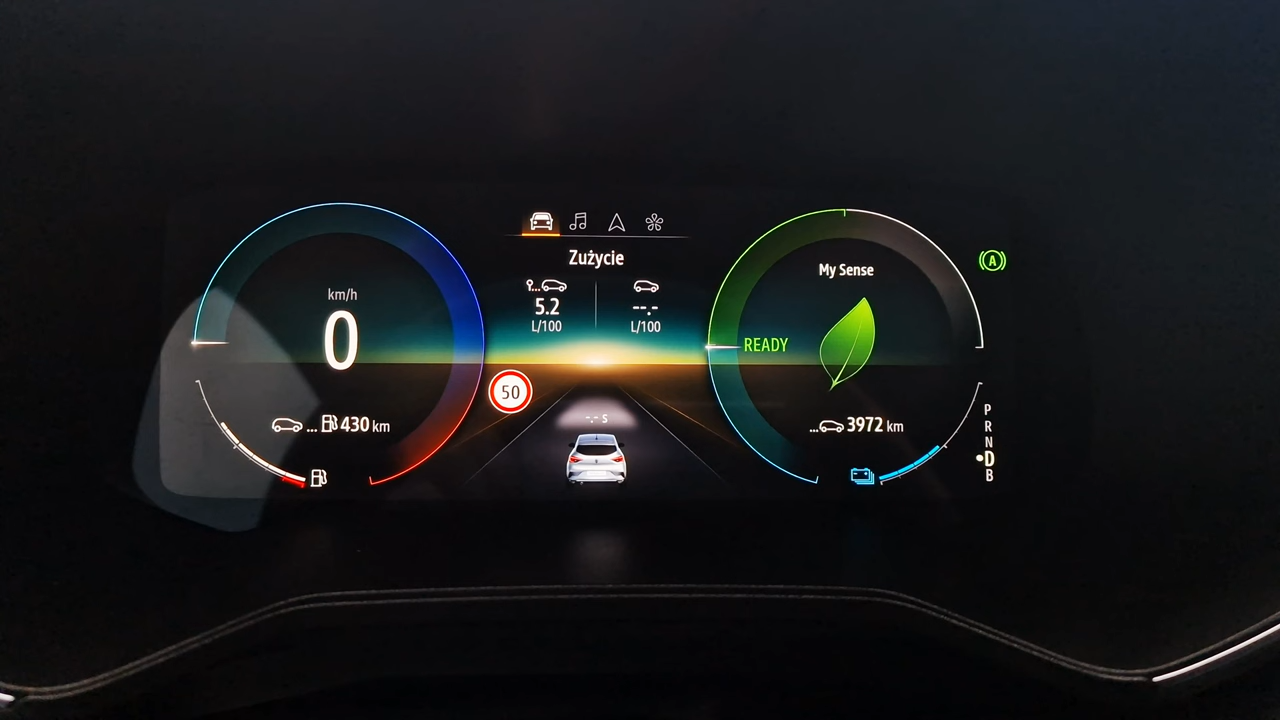 km/h
0
... 430 km
Zużycie
... 5.2
L/100
--.-
L/100
50
-.- S
My Sense
READY
... 3972 km
A
P
R
N
D
B